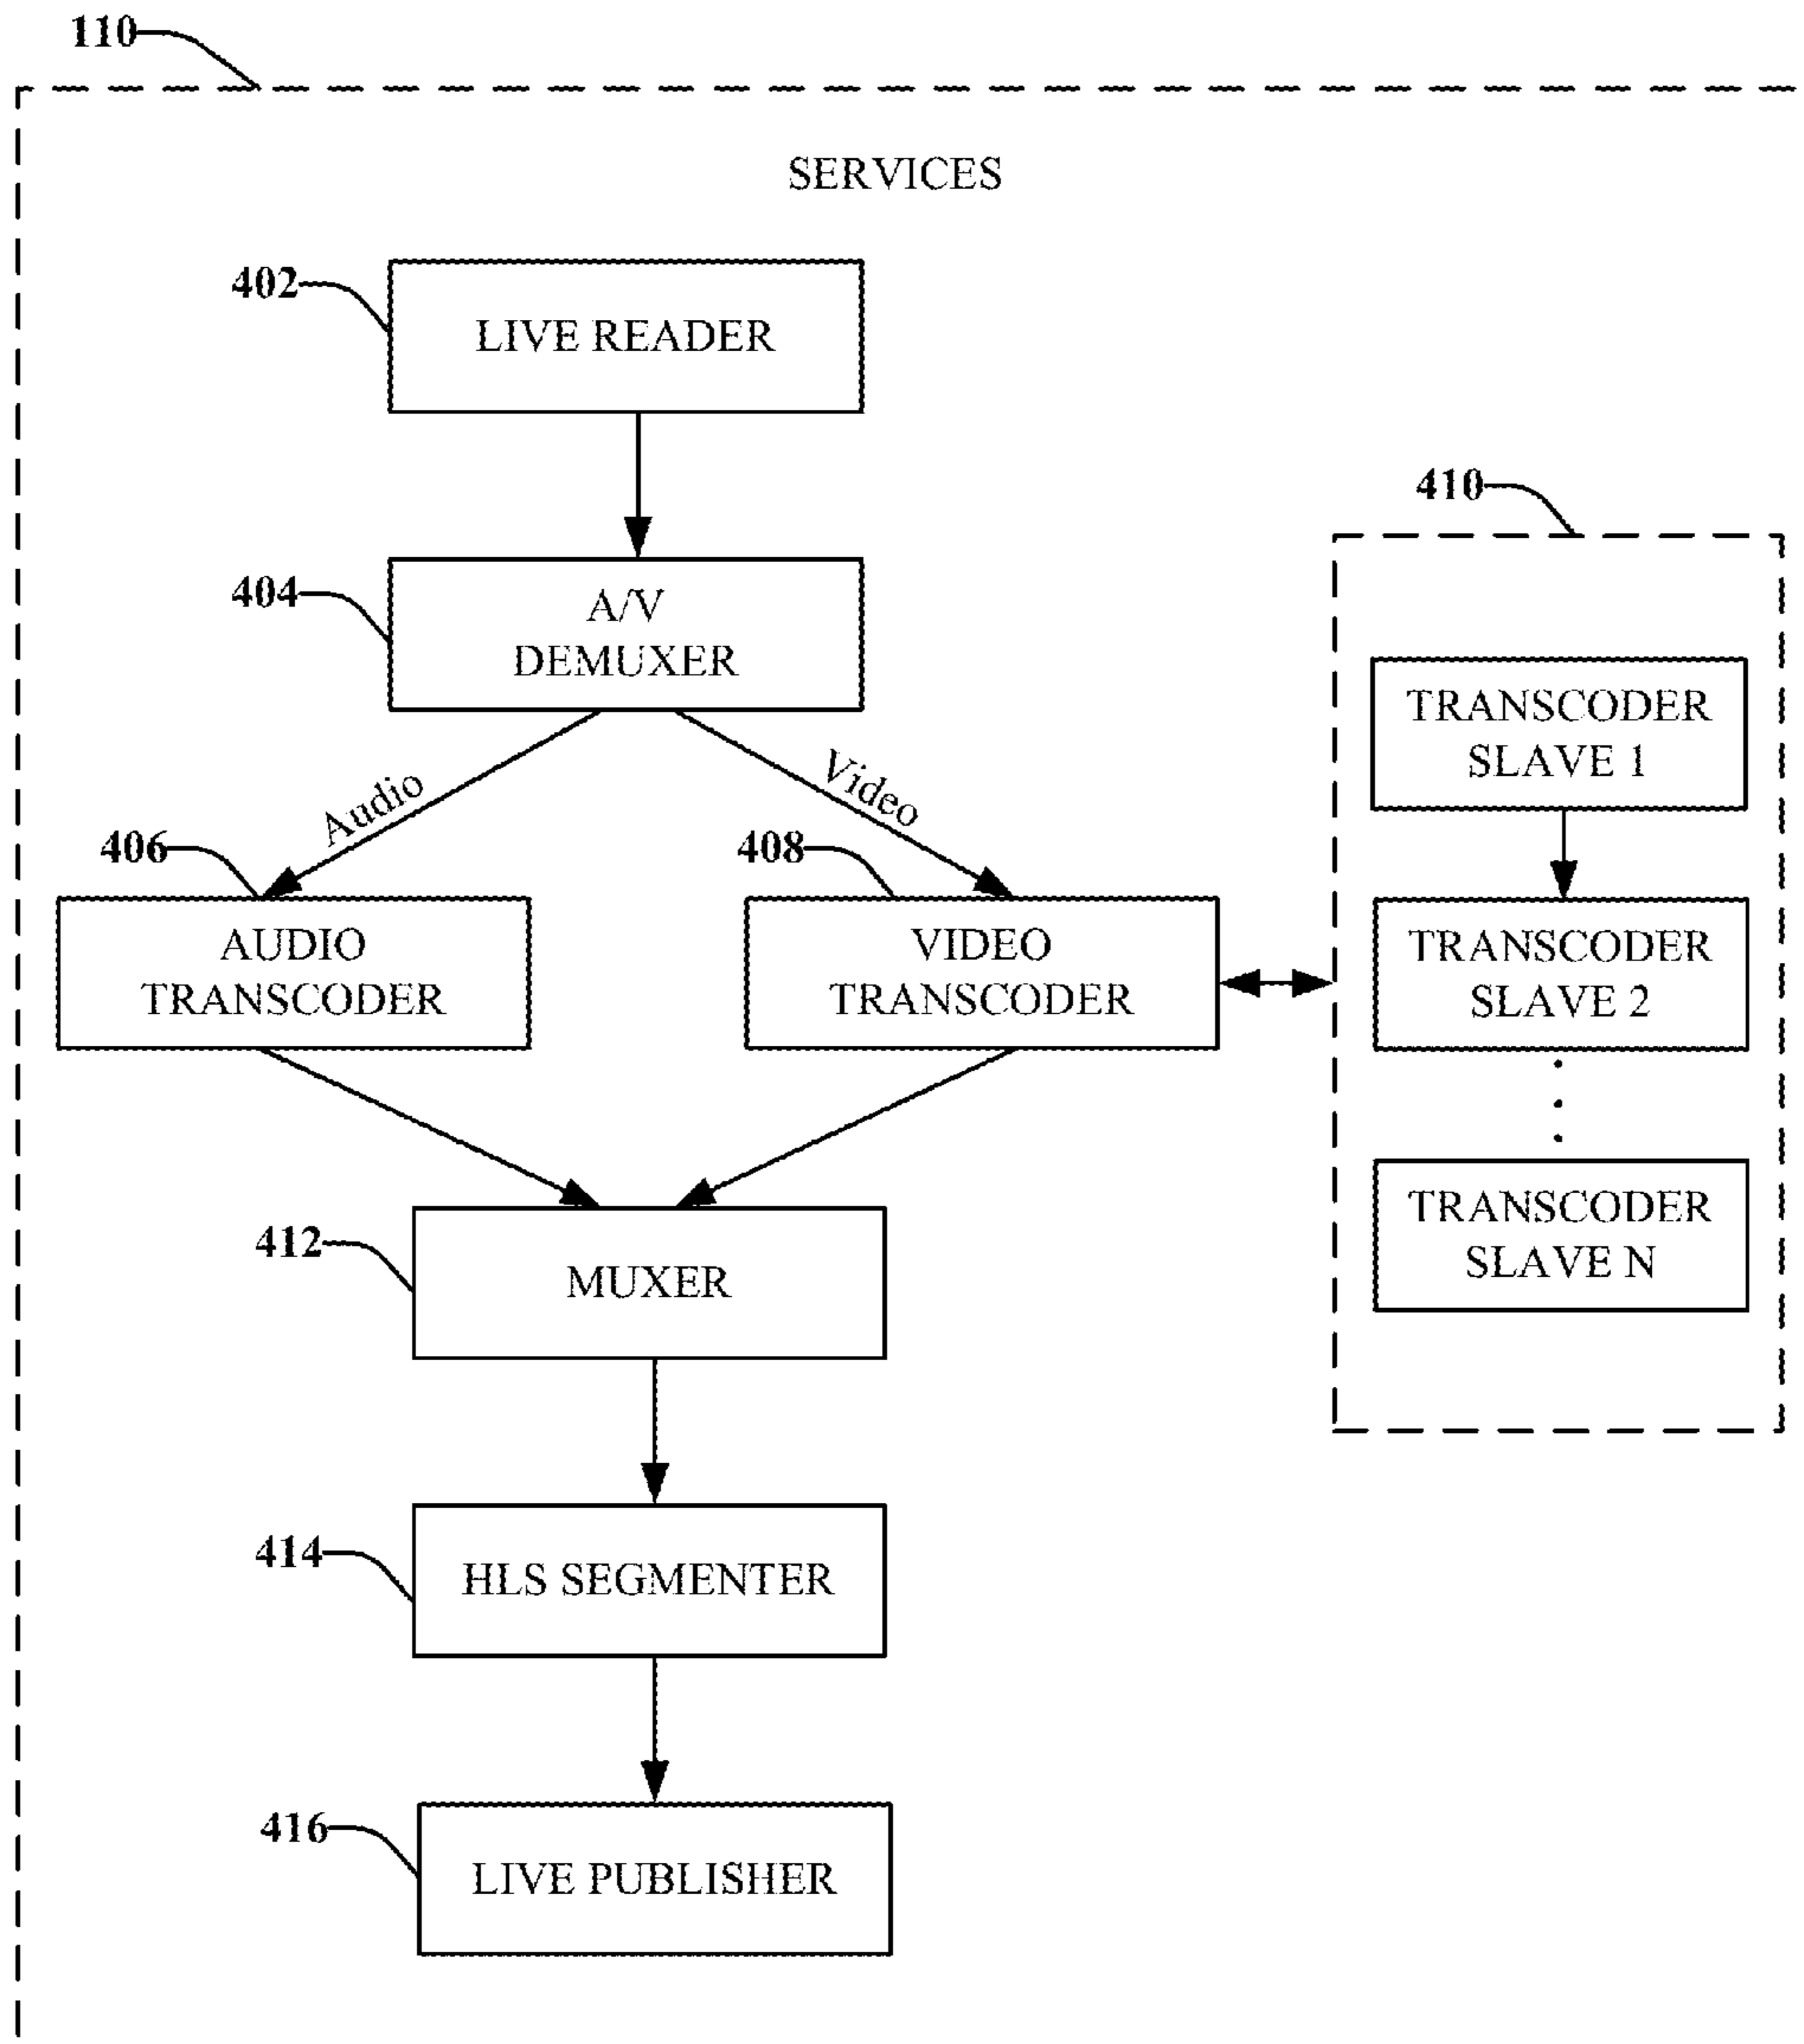 110
SERVICES
402
LIVE READER
404
A/V
DEMUXER
Audio
Video
406
AUDIO
TRANSCODER
408
VIDEO
TRANSCODER
410
TRANSCODER
SLAVE 1
TRANSCODER
SLAVE 2
TRANSCODER
SLAVE N
412
MUXER
414
HLS SEGMENTER
416
LIVE PUBLISHER